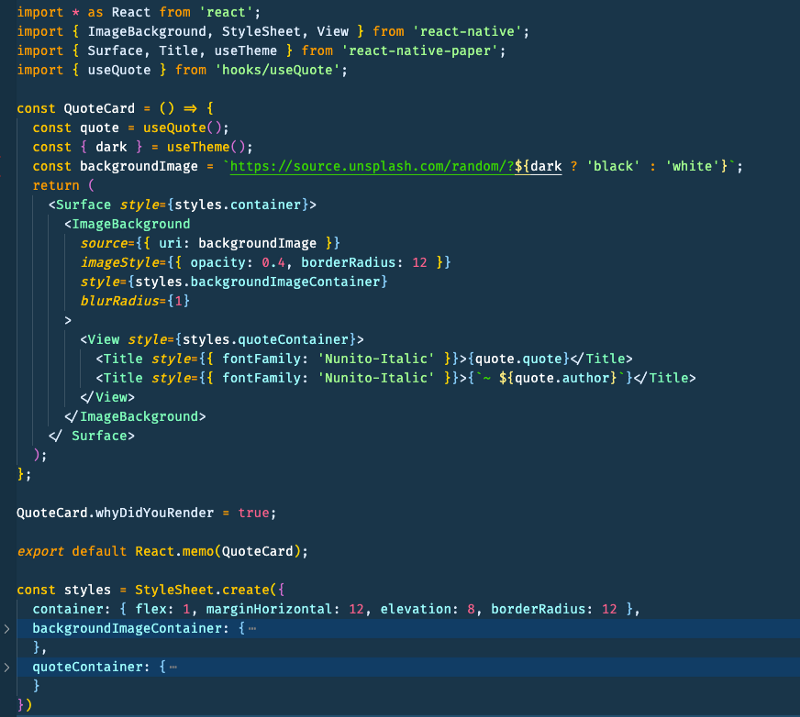 import * as React from 'react';
import { ImageBackground, StyleSheet, View } from 'react-native';
import { Surface, Title, useTheme } from 'react-native-paper';
import { useQuote } from 'hooks/useQuote';

const QuoteCard = () => {
  const quote = useQuote();
  const { dark } = useTheme();
  const backgroundImage = `https://source.unsplash.com/random/?${dark ? 'black' : 'white'}`;
  return (
    <Surface style={styles.container}>
      <ImageBackground
        source={{ uri: backgroundImage }}
        imageStyle={{ opacity: 0.4, borderRadius: 12 }}
        style={styles.backgroundImageContainer}
        blurRadius={1}
      >
        <View style={styles.quoteContainer}>
          <Title style={{ fontFamily: 'Nunito-Italic' }}>{quote.quote}</Title>
          <Title style={{ fontFamily: 'Nunito-Italic' }}>{`~ ${quote.author}`}</Title>
        </View>
      </ImageBackground>
    </ Surface>
  );
};

QuoteCard.whyDidYouRender = true;

export default React.memo(QuoteCard);

const styles = StyleSheet.create({
  container: { flex: 1, marginHorizontal: 12, elevation: 8, borderRadius: 12 },
> backgroundImageContainer: {⋯
  },
> quoteContainer: {⋯
  }
})